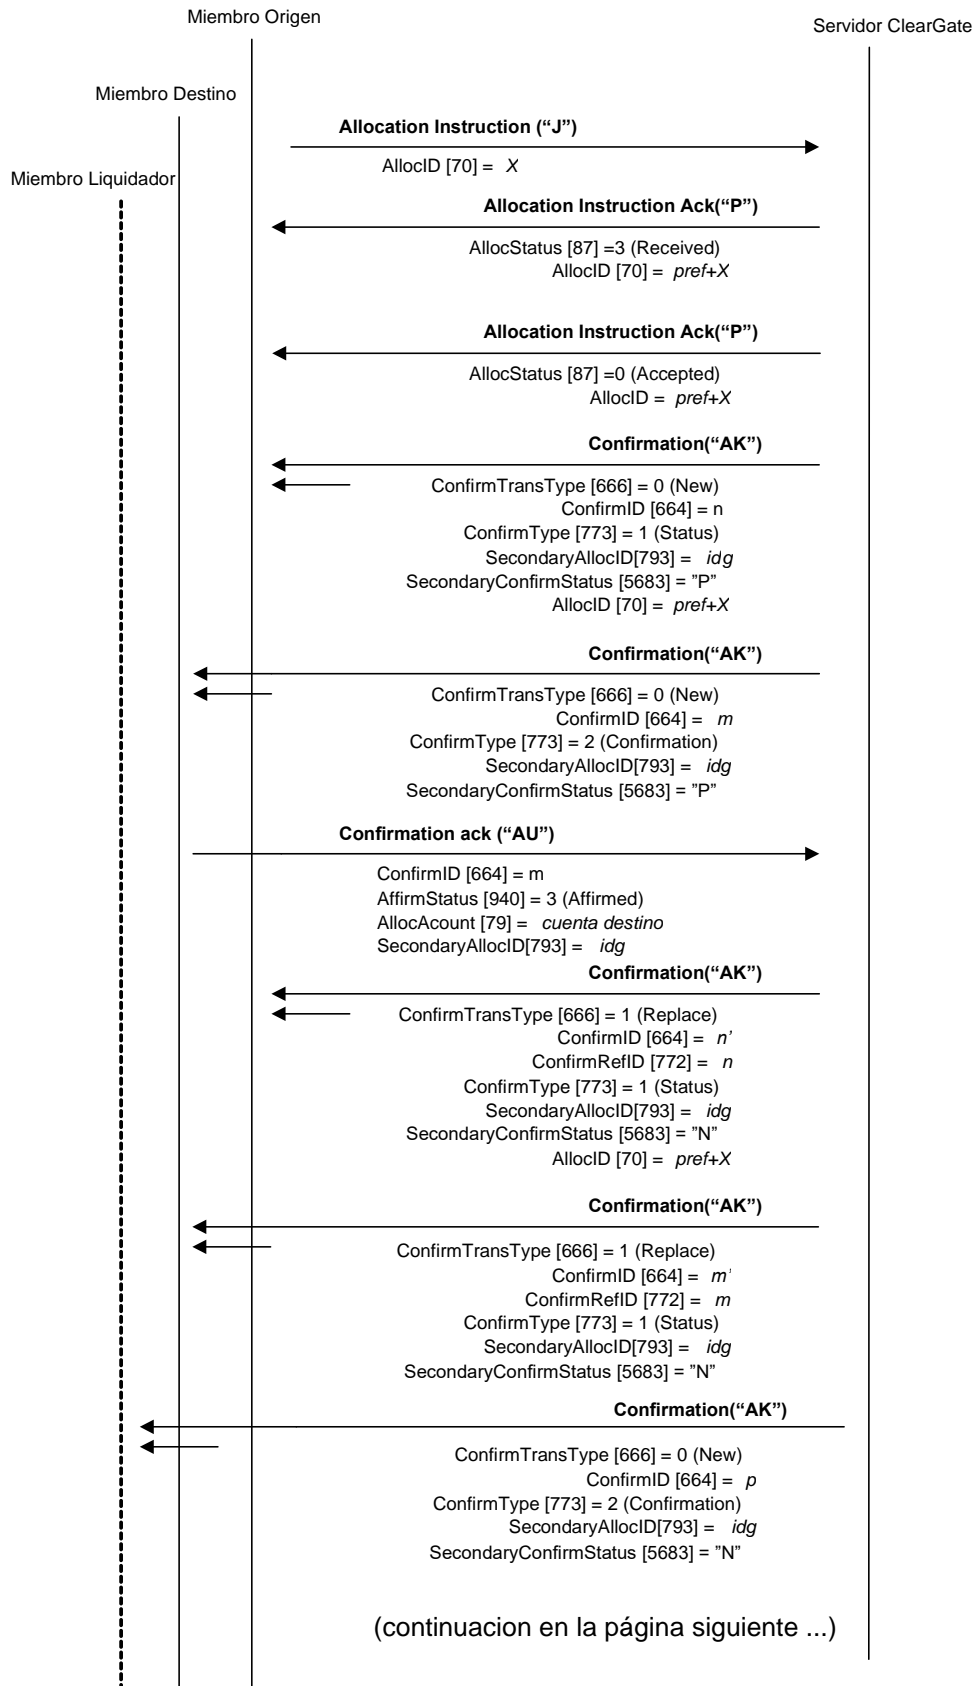 Miembro Origen
Servidor ClearGate
Miembro Destino
Allocation Instruction (“J”)
AllocID [70] = X
Miembro Liquidador
Allocation Instruction Ack(“P”)
AllocStatus [87] =3 (Received)
AllocID [70] = pref+X
Allocation Instruction Ack(“P”)
AllocStatus [87] =0 (Accepted)
AllocID = pref+X
Confirmation(“AK”)
ConfirmTransType [666] = 0 (New)
ConfirmID [664] = n
ConfirmType [773] = 1 (Status)
SecondaryAllocID[793] = idg
SecondaryConfirmStatus [5683] = ”P”
AllocID [70] = pref+X
Confirmation(“AK”)
ConfirmTransType [666] = 0 (New)
ConfirmID [664] = m
ConfirmType [773] = 2 (Confirmation)
SecondaryAllocID[793] = idg
SecondaryConfirmStatus [5683] = ”P”
Confirmation ack (“AU”)
ConfirmID [664] = m
AffirmStatus [940] = 3 (Affirmed)
AllocAcount [79] = cuenta destino
SecondaryAllocID[793] = idg
Confirmation(“AK”)
ConfirmTransType [666] = 1 (Replace)
ConfirmID [664] = n’
ConfirmRefID [772] = n
ConfirmType [773] = 1 (Status)
SecondaryAllocID[793] = idg
SecondaryConfirmStatus [5683] = ”N”
AllocID [70] = pref+X
Confirmation(“AK”)
ConfirmTransType [666] = 1 (Replace)
ConfirmID [664] = m’
ConfirmRefID [772] = m
ConfirmType [773] = 1 (Status)
SecondaryAllocID[793] = idg
SecondaryConfirmStatus [5683] = ”N”
Confirmation(“AK”)
ConfirmTransType [666] = 0 (New)
ConfirmID [664] = p
ConfirmType [773] = 2 (Confirmation)
SecondaryAllocID[793] = idg
SecondaryConfirmStatus [5683] = ”N”
(continuacion en la página siguiente ...)